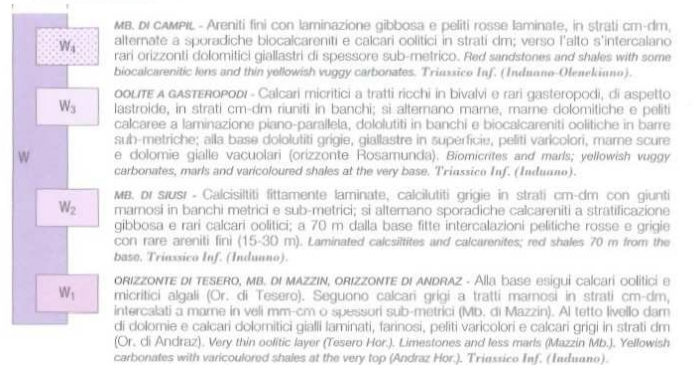 W₄
MB. DI CAMPIL - Areniti fini con laminazione gibbosa e peliti rosse laminate, in strati cm-dm,
alternate a sporadiche biocalcareniti e calcari oolitici in strati dm; verso l'alto s'intercalano
rari orizzonti dolomitici giallastri di spessore sub-metrico. Red sandstones and shales with some
biocalcarenitic lens and thin yellowish vuggy carbonates. Triassico Inf. (Induano-Olenekiano).
W₃
OOLITE A GASTEROPODI - Calcari micritici a tratti ricchi in bivalvi e rari gasteropodi, di aspetto
lastroide, in strati cm-dm riuniti in banchi; si alternano marne, marne dolomitiche e peliti
calcaree a laminazione piano-parallela, dololutiti in banchi e biocalcareniti oolitiche in barre
sub-metriche; alla base dololutiti grigie, giallastre in superficie, peliti varicolori, marne scure
e dolomie gialle vacuolari (orizzonte Rosamunda). Biomicrites and marls; yellowish vuggy
carbonates, marls and varicoloured shales at the very base. Triassico Inf. (Induano).
W
W₂
MB. DI SIUSI - Calcisiltiti fittamente laminate, calcilutiti grigie in strati cm-dm con giunti
marnosi in banchi metrici e sub-metrici; si alternano sporadiche calcareniti a stratificazione
gibbosa e rari calcari oolitici; a 70 m dalla base fitte intercalazioni pelitiche rosse e grigie
con rare areniti fini (15-30 m). Laminated calcsiltites and calcarenites; red shales 70 m from the
base. Triassico Inf. (Induano).
W₁
ORIZZONTE DI TESERO, MB. DI MAZZIN, ORIZZONTE DI ANDRAZ - Alla base esigui calcari oolitici e
micritici algali (Or. di Tesero). Seguono calcari grigi a tratti marnosi in strati cm-dm,
intercalati a marne in veli mm-cm o spessori sub-metrici (Mb. di Mazzin). Al tetto livello dam
di dolomie e calcari dolomitici gialli laminati, farinosi, peliti varicolori e calcari grigi in strati dm
(Or. di Andraz). Very thin oolitic layer (Tesero Hor.). Limestones and less marls (Mazzin Mb.). Yellowish
carbonates with varicoulored shales at the very top (Andraz Hor.). Triassico Inf. (Induano).